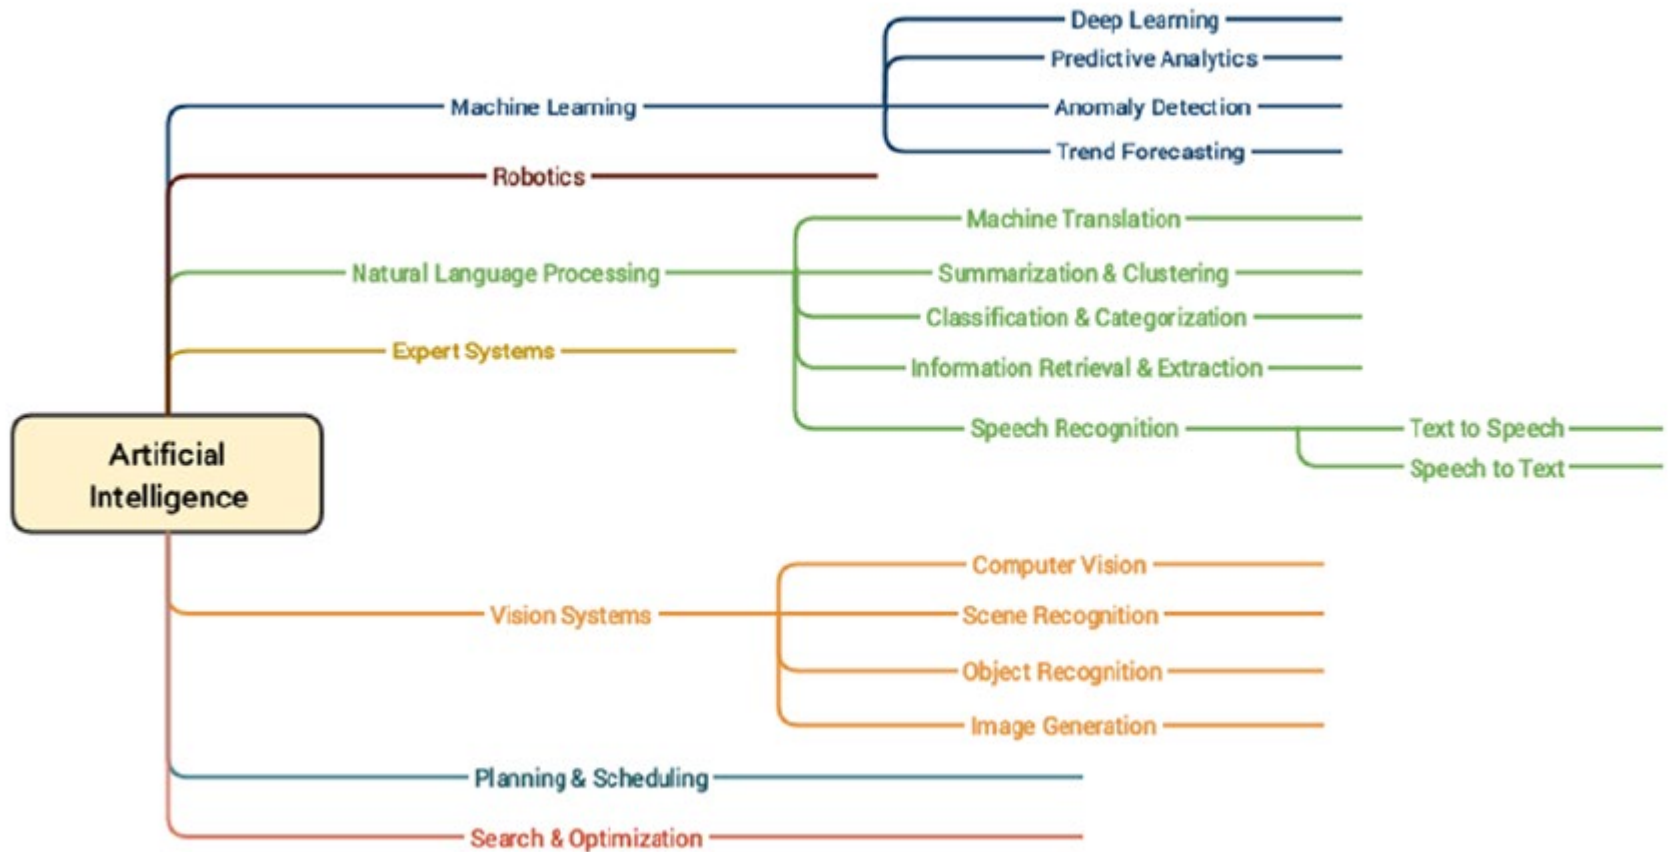 Deep Learning
Predictive Analytics
Machine Learning
Anomaly Detection
Trend Forecasting
Robotics
Machine Translation
Natural Language Processing
Summarization & Clustering
Classification & Categorization
Expert Systems
Information Retrieval & Extraction
Speech Recognition
Text to Speech
Speech to Text
Artificial
Intelligence
Computer Vision
Vision Systems
Scene Recognition
Object Recognition
Image Generation
Planning & Scheduling
Search & Optimization